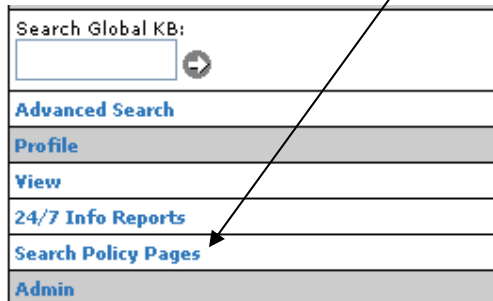 Search Global KB:
Advanced Search
Profile
View
24/7 Info Reports
Search Policy Pages
Admin